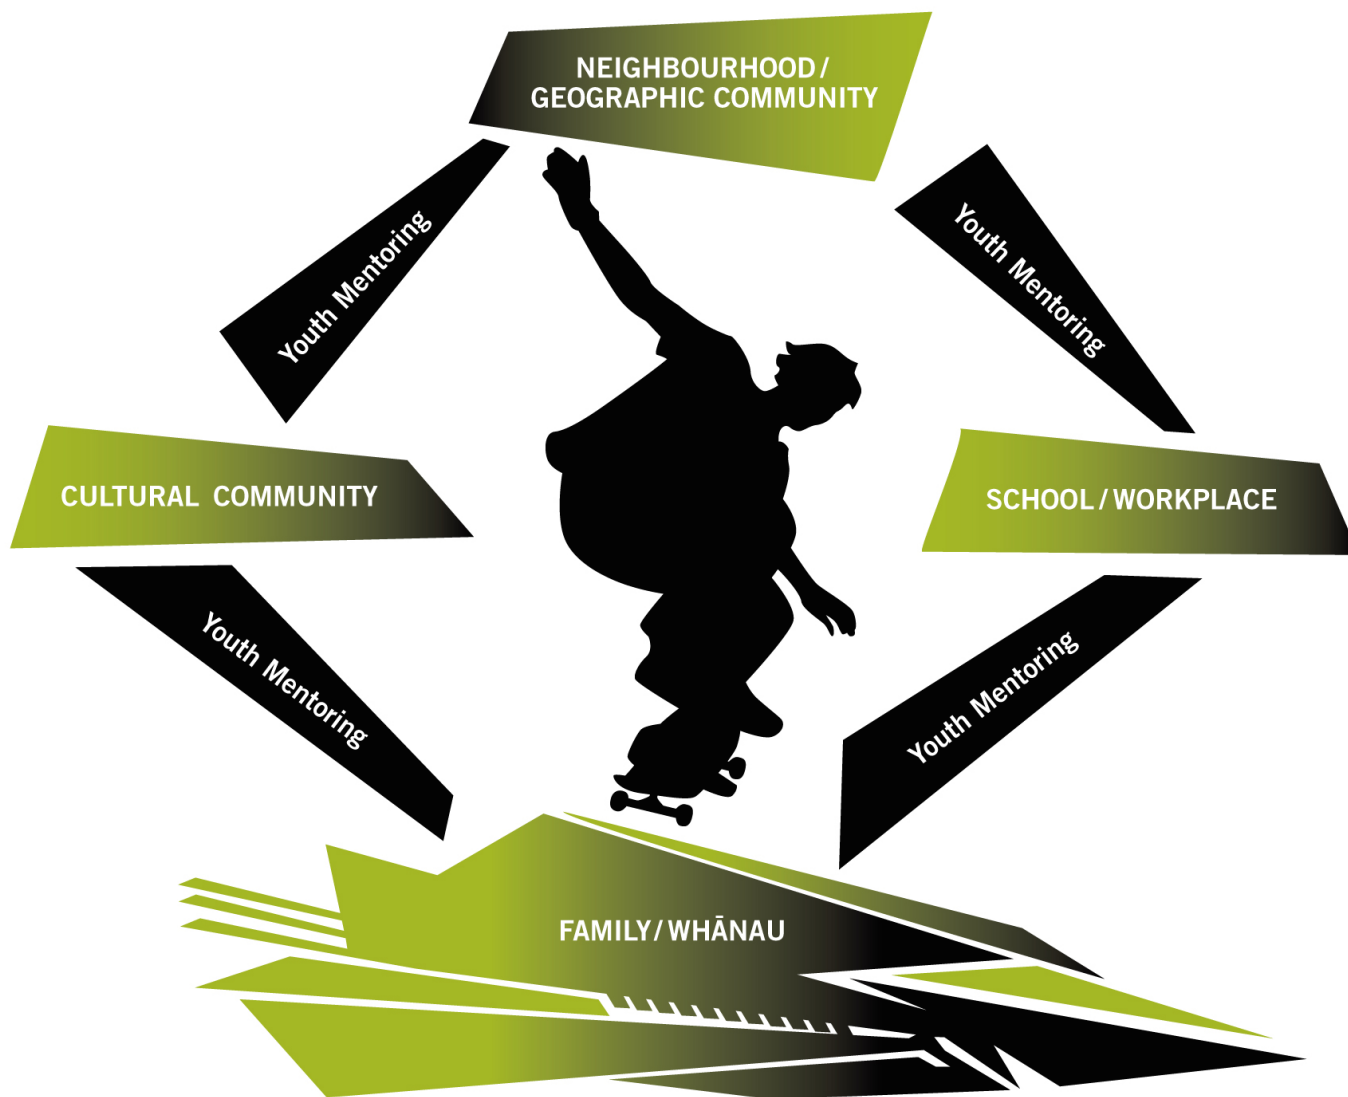 NEIGHBOURHOOD/
GEOGRAPHIC COMMUNITY
Youth Mentoring
Youth Mentoring
CULTURAL COMMUNITY
SCHOOL/WORKPLACE
Youth Mentoring
Youth Mentoring
FAMILY/WHĀNAU